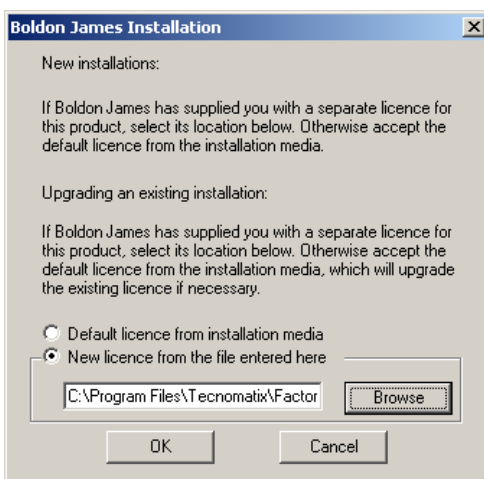 Boldon James Installation
New installations:
If Boldon James has supplied you with a separate licence for
this product, select its location below. Otherwise accept the
default licence from the installation media.
Upgrading an existing installation:
If Boldon James has supplied you with a separate licence for
this product, select its location below. Otherwise accept the
default licence from the installation media, which will upgrade
the existing licence if necessary.
Default licence from installation media
New licence from the file entered here
C:\Program Files\Tecnomatix\Factor
Browse
OK
Cancel